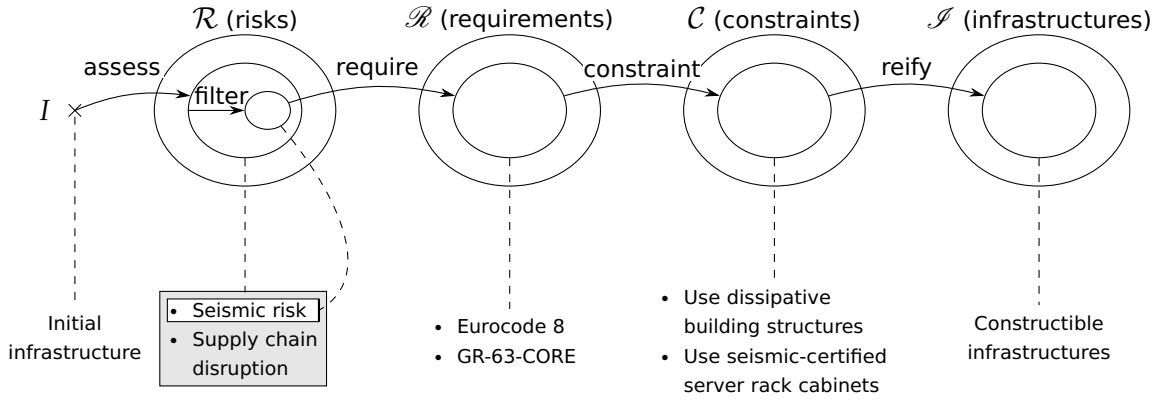 ℛ (risks)
ℛ (requirements)
𝒞 (constraints)
ℐ (infrastructures)
assess
filter
require
constraint
reify
I
Initial
infrastructure
• Seismic risk
• Supply chain
disruption
• Eurocode 8
• GR-63-CORE
• Use dissipative
building structures
• Use seismic-certified
server rack cabinets
Constructible
infrastructures